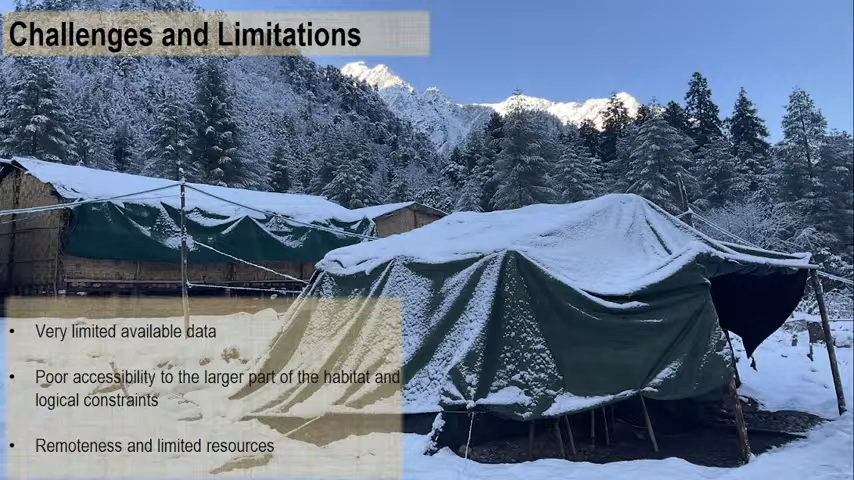 Challenges and Limitations
• Very limited available data
• Poor accessibility to the larger part of the habitat and
logical constraints
• Remoteness and limited resources